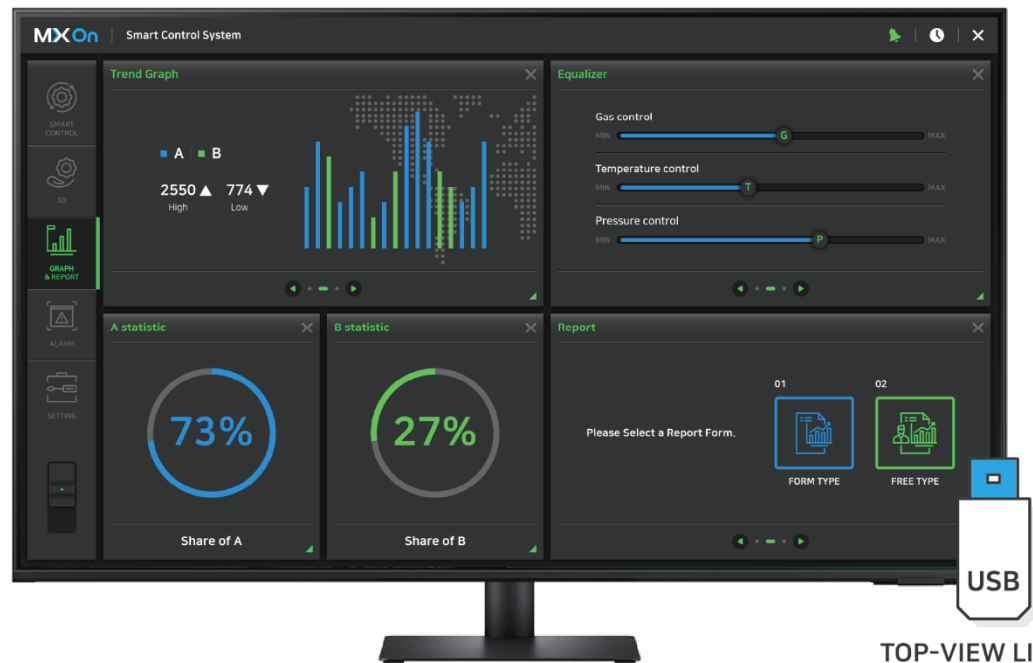 MXOn | Smart Control System
SMART
CONTROL
3D
GRAPH
& REPORT
ALARM
SETTING
Trend Graph
A B
2550 ▲ 774 ▼
High Low
Equalizer
Gas control
MIN G MAX
Temperature control
MIN T MAX
Pressure control
MIN P MAX
A statistic
73%
Share of A
B statistic
27%
Share of B
Report
01 02
Please Select a Report Form.
FORM TYPE FREE TYPE
USB
TOP-VIEW LI